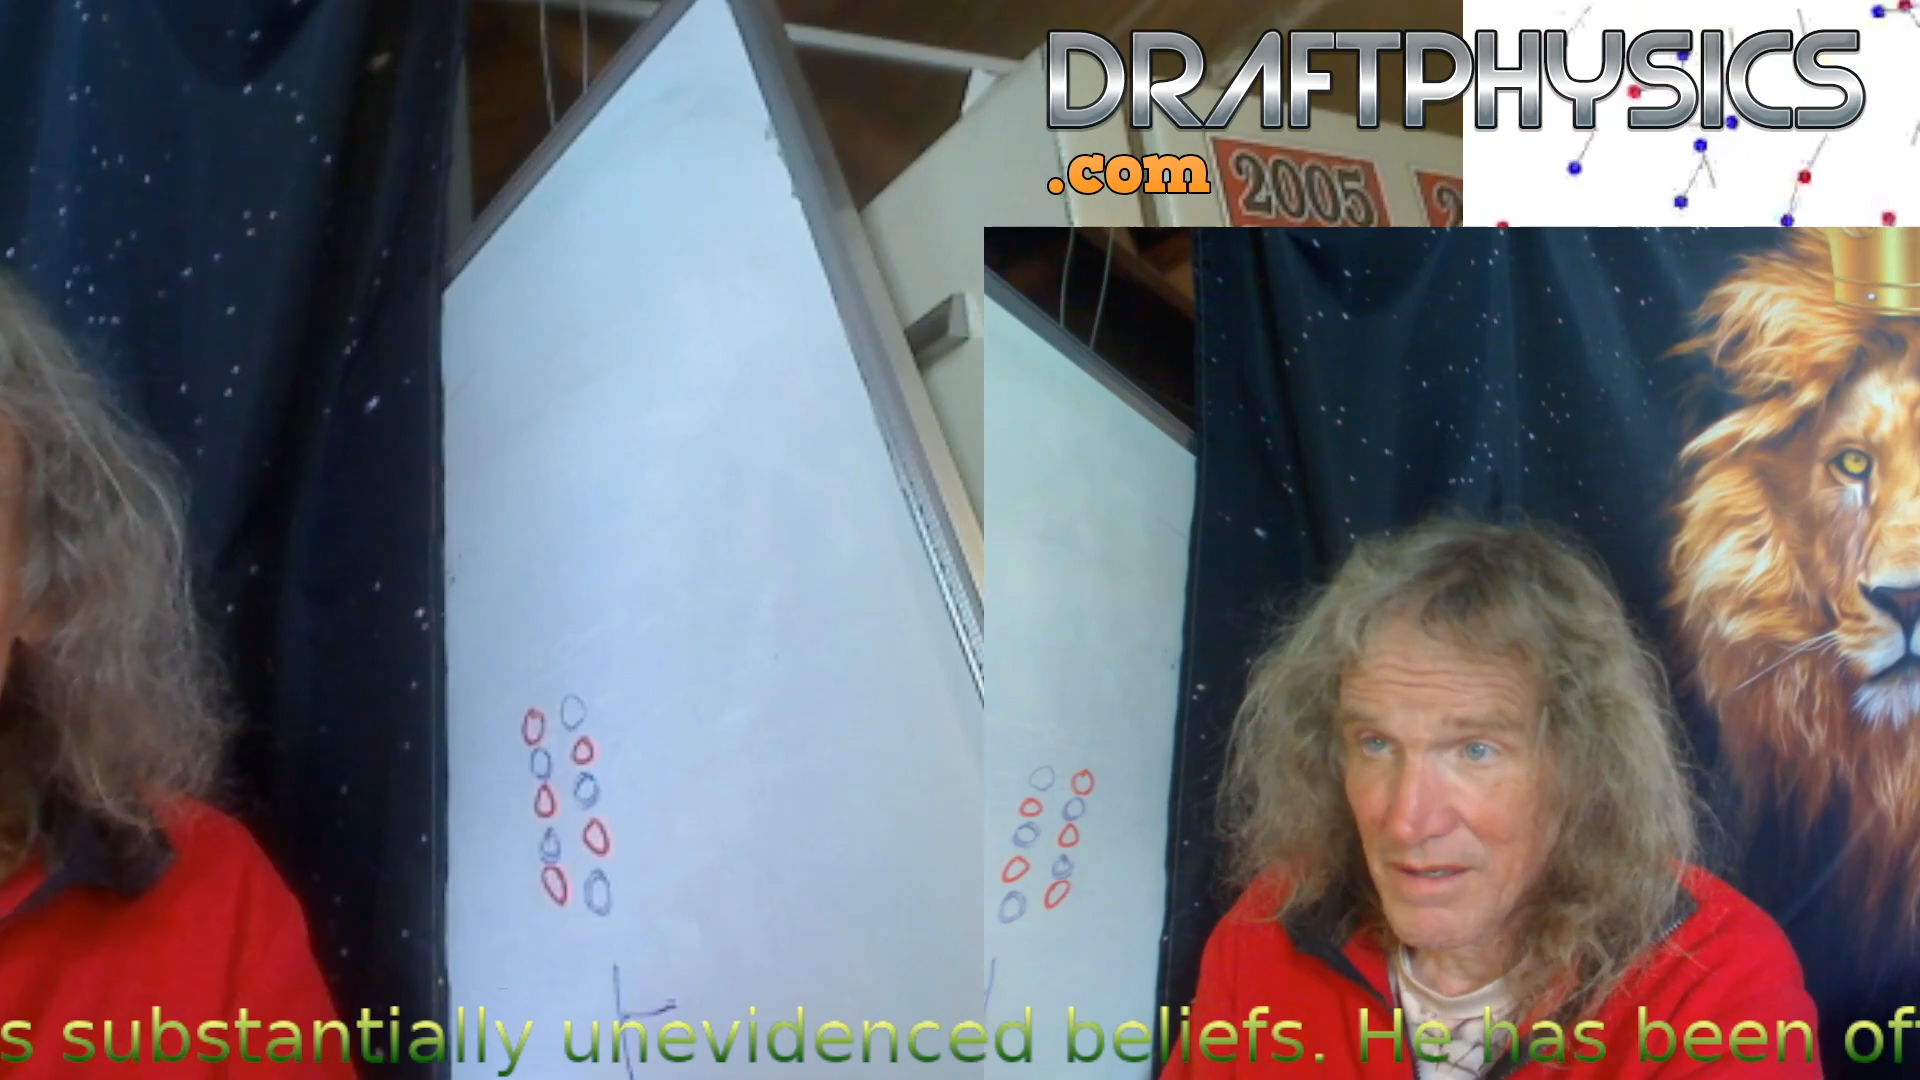 DRAFTPHYSICS
.com
2005
s substantially unevidenced beliefs. He has been of